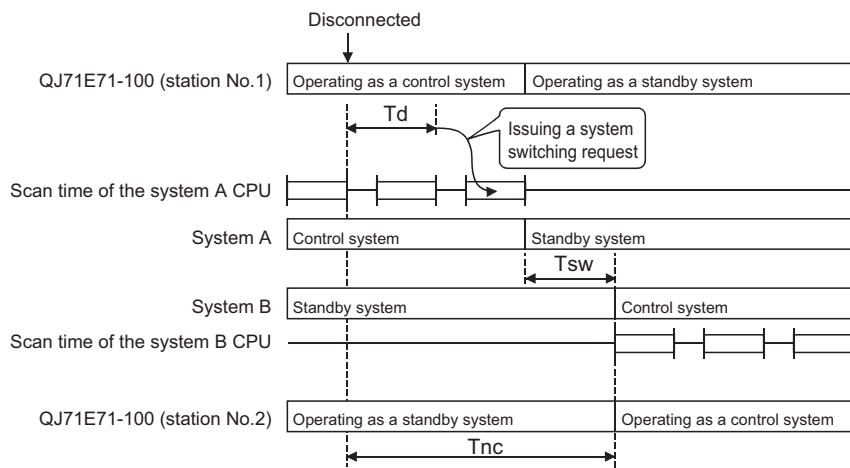 Disconnected
QJ71E71-100 (station No.1)
Operating as a control system
Operating as a standby system
Td
Issuing a system
switching request
Scan time of the system A CPU
System A
Control system
Standby system
Tsw
System B
Standby system
Control system
Scan time of the system B CPU
QJ71E71-100 (station No.2)
Operating as a standby system
Operating as a control system
Tnc